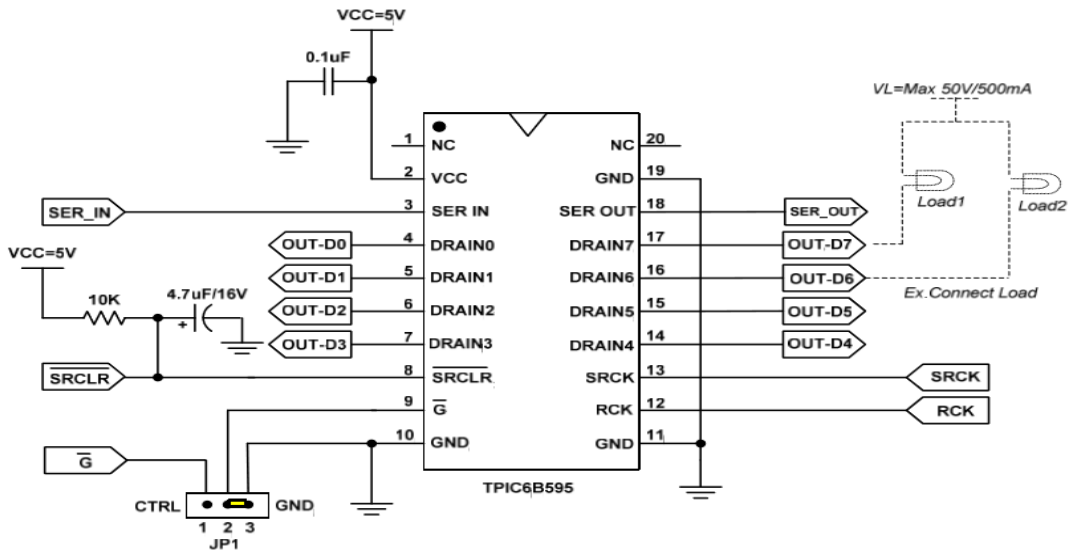 VCC=5V
0.1uF
VL=Max 50V/500mA
1 NC
NC 20
2 VCC
GND 19
Load1
Load2
SER_IN
3 SER IN
SER OUT 18
SER_OUT
VCC=5V
OUT-D0
4 DRAIN0
DRAIN7 17
OUT-D7
OUT-D1
5 DRAIN1
DRAIN6 16
OUT-D6
10K
4.7uF/16V
+
Ex.Connect Load
OUT-D2
6 DRAIN2
DRAIN5 15
OUT-D5
OUT-D3
7 DRAIN3
DRAIN4 14
OUT-D4
SRCLR
8 SRCLR
SRCK 13
SRCK
9 G
RCK 12
RCK
10 GND
GND 11
G
TPIC6B595
CTRL
GND
1 2 3
JP1